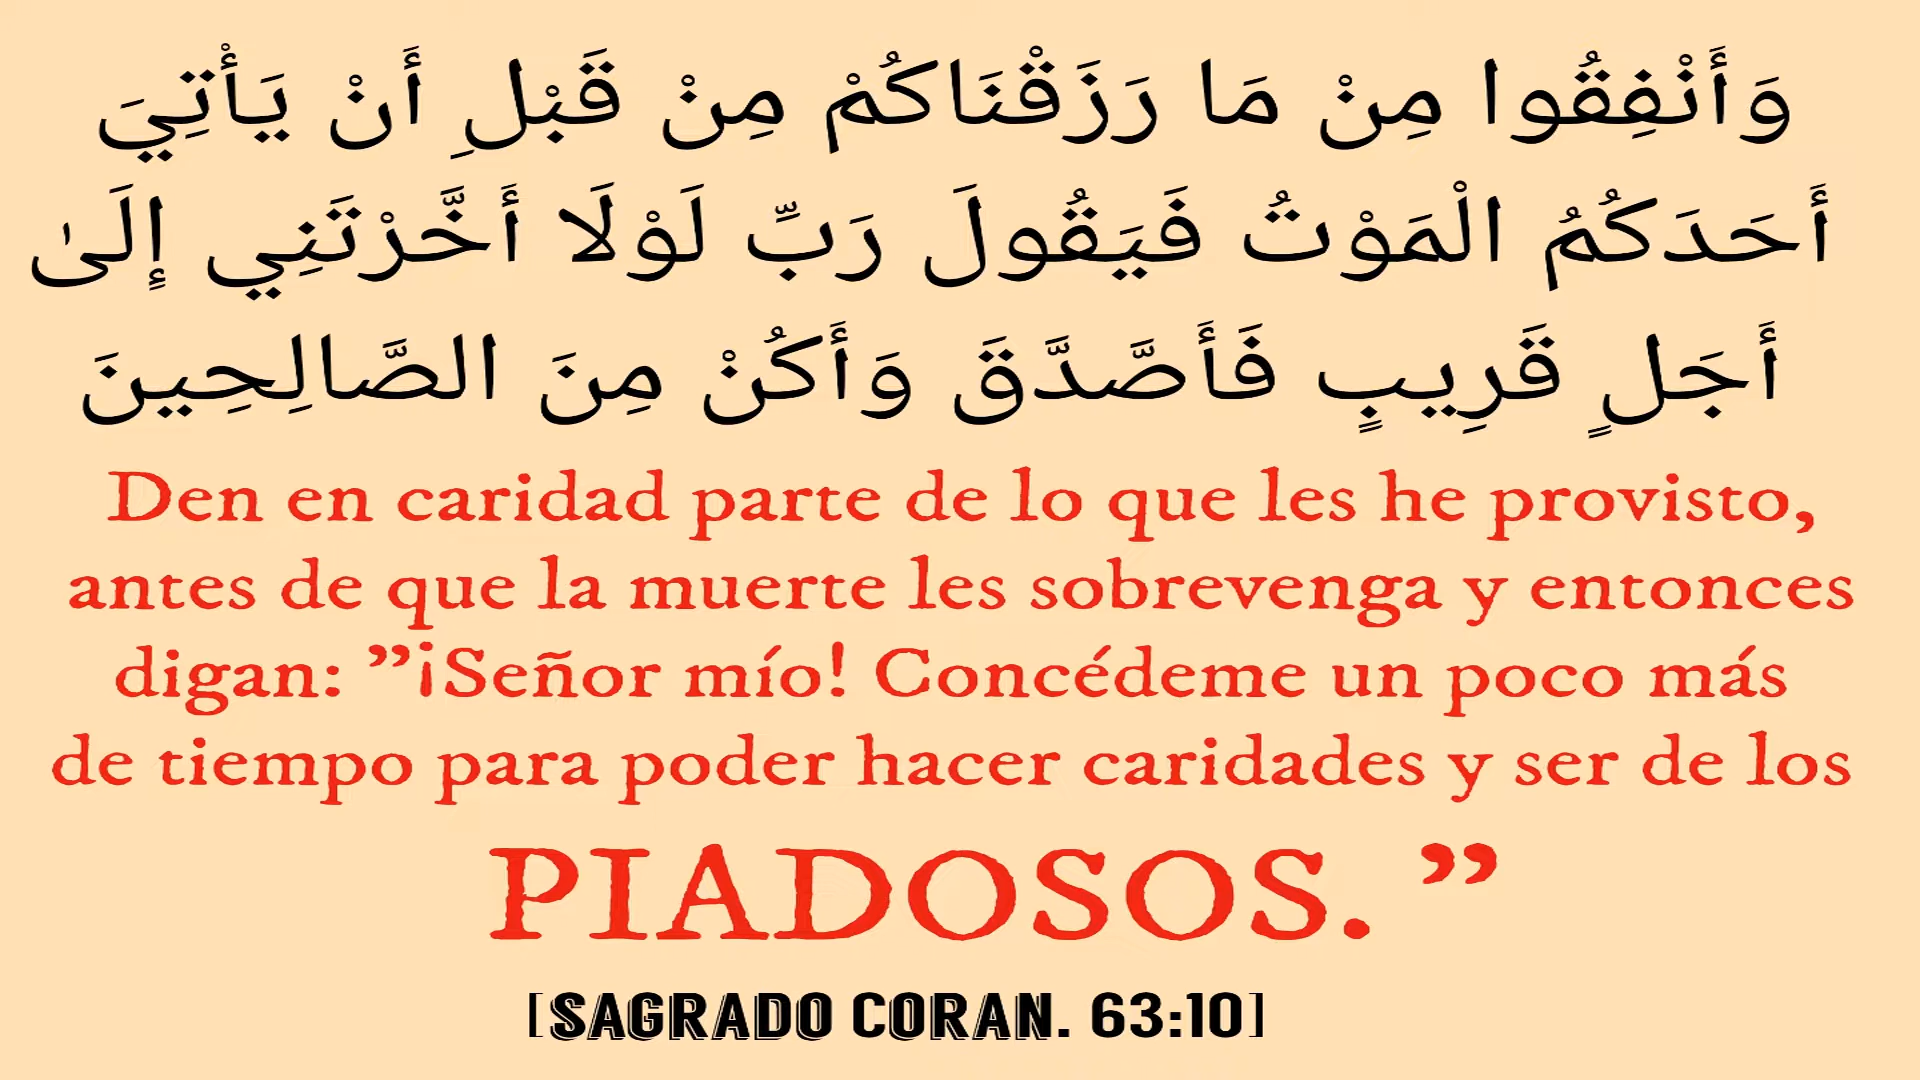 وَأَنْفِقُوا مِنْ مَا رَزَقْنَاكُمْ مِنْ قَبْلِ أَنْ يَأْتِيَ
أَحَدَكُمُ الْمَوْتُ فَيَقُولَ رَبِّ لَوْلَا أَخَّرْتَنِي إِلَىٰ
أَجَلٍ قَرِيبٍ فَأَصَّدَّقَ وَأَكُنْ مِنَ الصَّالِحِينَ
Den en caridad parte de lo que les he provisto,
antes de que la muerte les sobrevenga y entonces
digan: ”¡Señor mío! Concédeme un poco más
de tiempo para poder hacer caridades y ser de los
PIADOSOS. ”
[SAGRADO CORAN. 63:10]